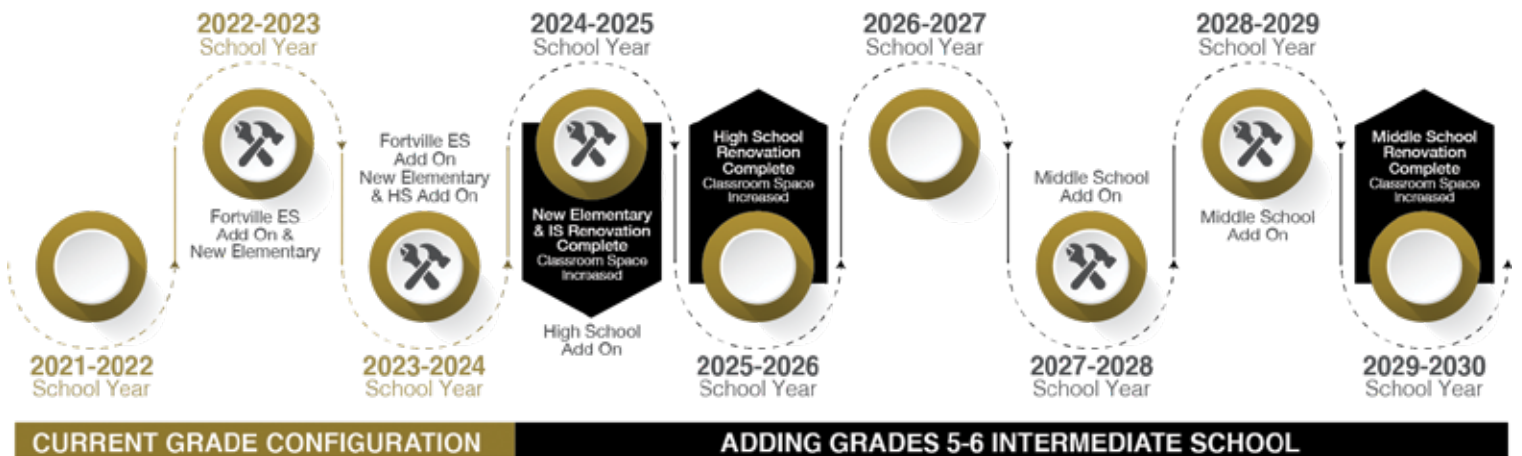 2021-2022
School Year
2022-2023
School Year
Fortville ES
Add On &
New Elementary
Fortville ES
Add On
New Elementary
& HS Add On
2023-2024
School Year
2024-2025
School Year
New Elementary
& IS Renovation
Complete
Classroom Space
Increased
High School
Add On
High School
Renovation
Complete
Classroom Space
Increased
2025-2026
School Year
2026-2027
School Year
Middle School
Add On
2027-2028
School Year
2028-2029
School Year
Middle School
Add On
Middle School
Renovation
Complete
Classroom Space
Increased
2029-2030
School Year
CURRENT GRADE CONFIGURATION
ADDING GRADES 5-6 INTERMEDIATE SCHOOL